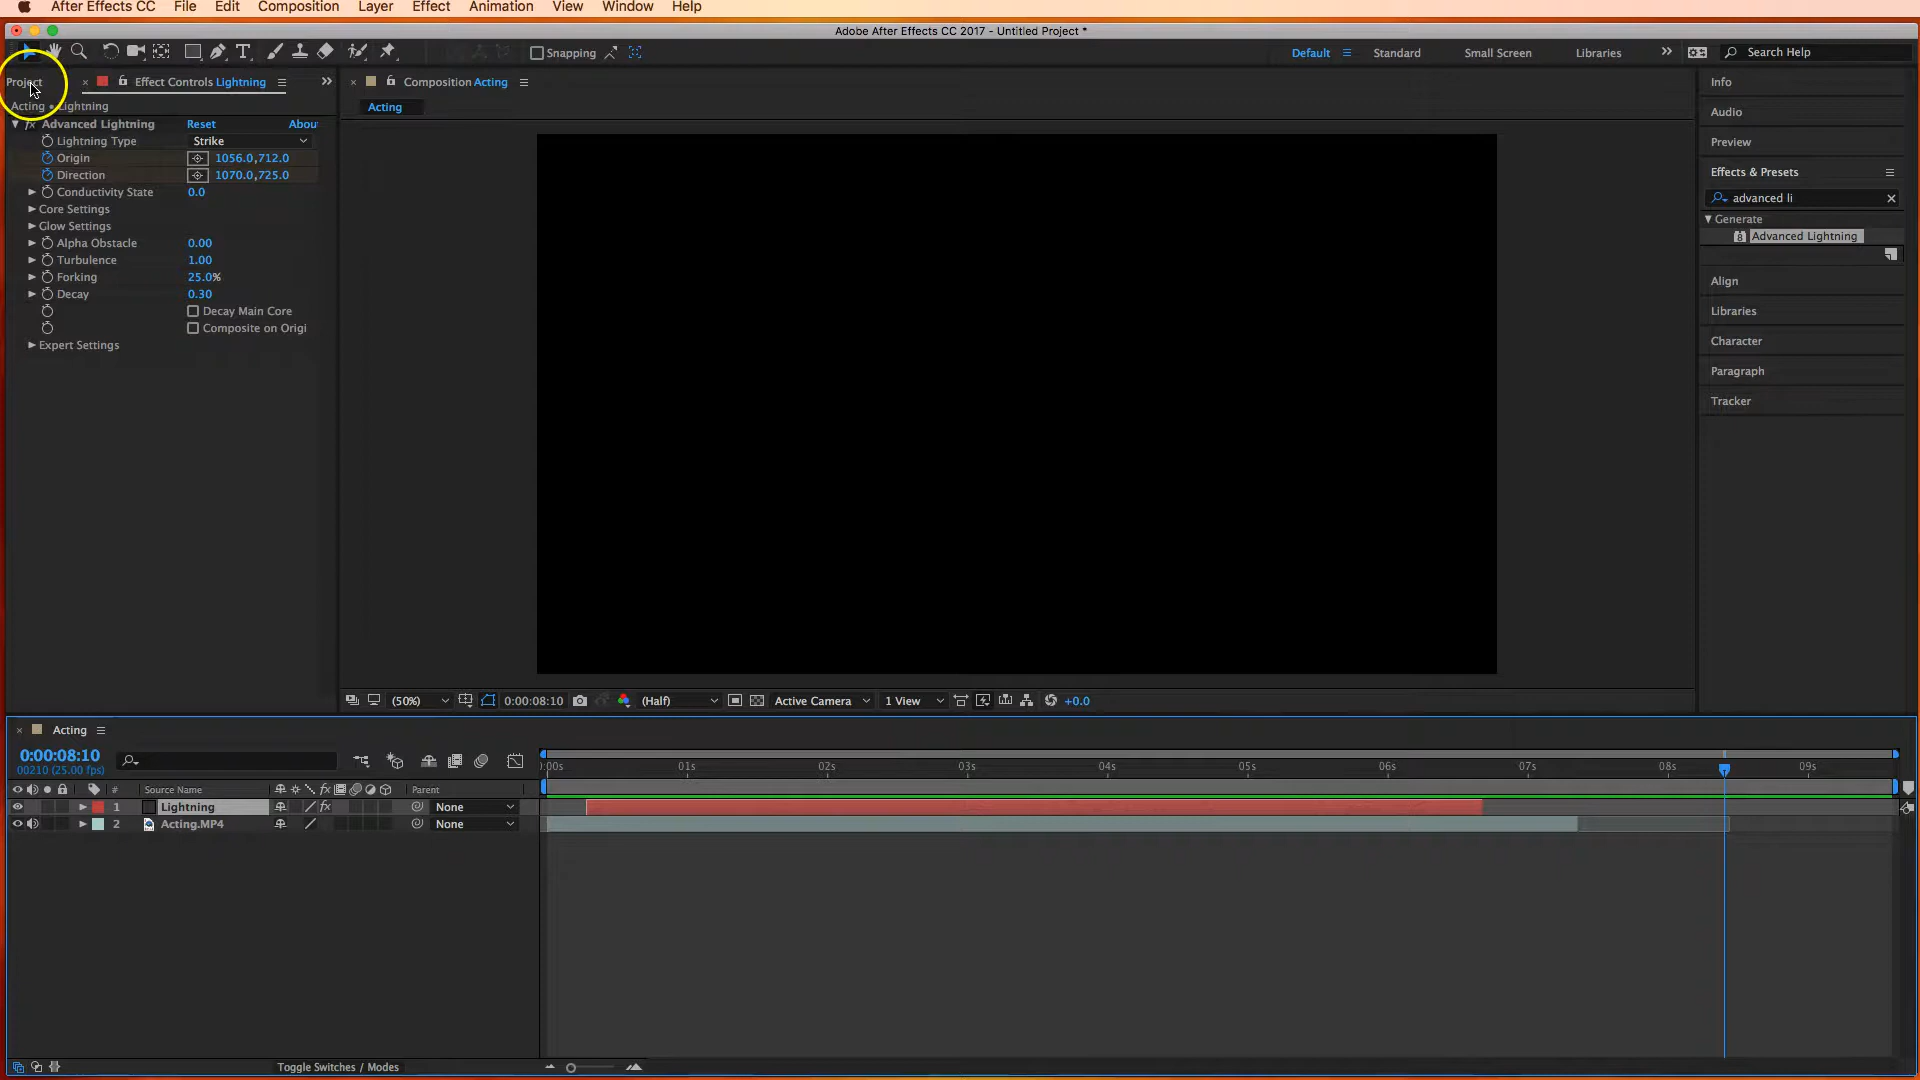 After Effects CC File Edit Composition Layer Effect Animation View Window Help
Adobe After Effects CC 2017 - Untitled Project *
Snapping Default Standard Small Screen Libraries Search Help
Project Effect Controls Lightning Composition Acting Info
Acting • Lightning Acting Audio
Advanced Lightning Reset Abou
Lightning Type Strike Preview
Origin 1056.0,712.0
Direction 1070.0,725.0 Effects & Presets
Conductivity State 0.0 advanced li
Core Settings Generate
Glow Settings Advanced Lightning
Alpha Obstacle 0.00
Turbulence 1.00
Forking 25.0% Align
Decay 0.30
Decay Main Core Libraries
Composite on Origi
Expert Settings Character
Paragraph
Tracker
(50%) 0:00:08:10 (Half) Active Camera 1 View +0.0
Acting
0:00:08:10
00210 (25.00 fps) :00s 01s 02s 03s 04s 05s 06s 07s 08s 09s
# Source Name Parent
1 Lightning None
2 Acting.MP4 None
Toggle Switches / Modes